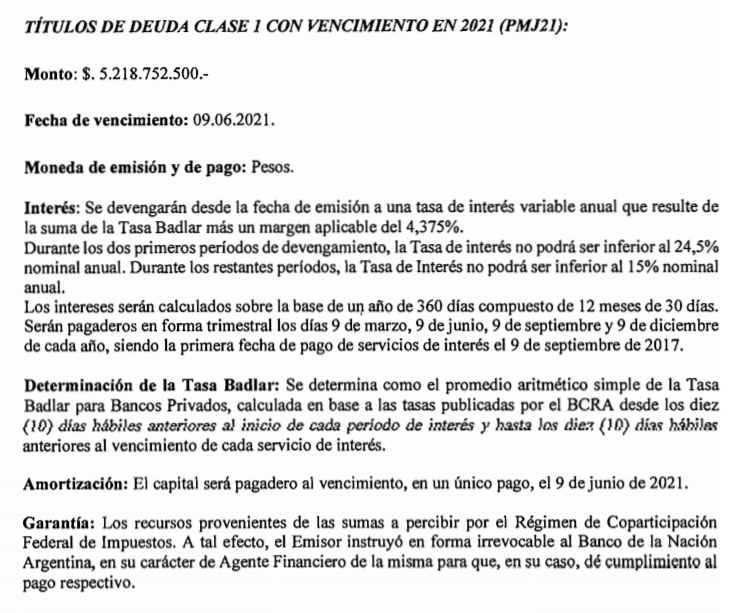 TÍTULOS DE DEUDA CLASE 1 CON VENCIMIENTO EN 2021 (PMJ21):
Monto: $. 5.218.752.500.-
Fecha de vencimiento: 09.06.2021.
Moneda de emisión y de pago: Pesos.
Interés: Se devengarán desde la fecha de emisión a una tasa de interés variable anual que resulte de
la suma de la Tasa Badlar más un margen aplicable del 4,375%.
Durante los dos primeros períodos de devengamiento, la Tasa de interés no podrá ser inferior al 24,5%
nominal anual. Durante los restantes períodos, la Tasa de Interés no podrá ser inferior al 15% nominal
anual.
Los intereses serán calculados sobre la base de un año de 360 días compuesto de 12 meses de 30 días.
Serán pagaderos en forma trimestral los días 9 de marzo, 9 de junio, 9 de septiembre y 9 de diciembre
de cada año, siendo la primera fecha de pago de servicios de interés el 9 de septiembre de 2017.
Determinación de la Tasa Badlar: Se determina como el promedio aritmético simple de la Tasa
Badlar para Bancos Privados, calculada en base a las tasas publicadas por el BCRA desde los diez
(10) días hábiles anteriores al inicio de cada período de interés y hasta los diez (10) días hábiles
anteriores al vencimiento de cada servicio de interés.
Amortización: El capital será pagadero al vencimiento, en un único pago, el 9 de junio de 2021.
Garantía: Los recursos provenientes de las sumas a percibir por el Régimen de Coparticipación
Federal de Impuestos. A tal efecto, el Emisor instruyó en forma irrevocable al Banco de la Nación
Argentina, en su carácter de Agente Financiero de la misma para que, en su caso, dé cumplimiento al
pago respectivo.